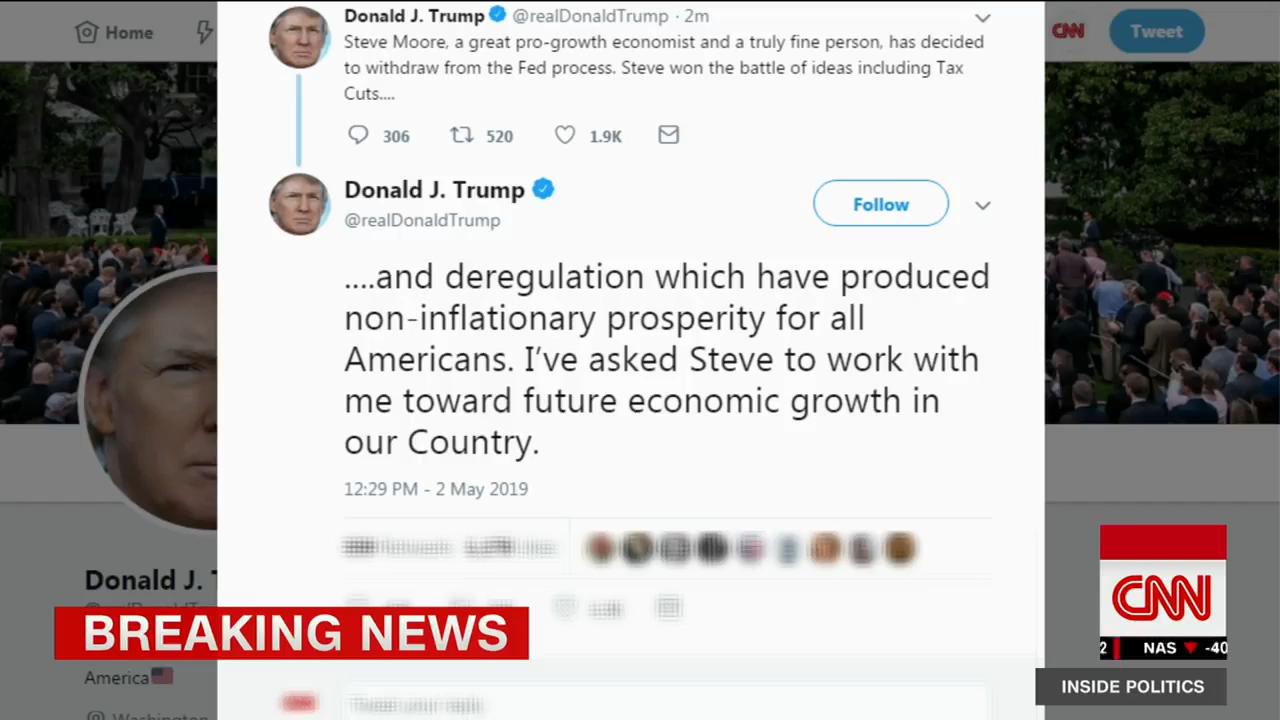 Home
Donald J. Trump @realDonaldTrump · 2m
Steve Moore, a great pro-growth economist and a truly fine person, has decided
to withdraw from the Fed process. Steve won the battle of ideas including Tax
Cuts....
306 520 1.9K
CNN
Tweet
Donald J. Trump
@realDonaldTrump
Follow
....and deregulation which have produced
non-inflationary prosperity for all
Americans. I've asked Steve to work with
me toward future economic growth in
our Country.
12:29 PM - 2 May 2019
Donald J. T
BREAKING NEWS
America
Washington
CNN
2 NAS ▼ -40
INSIDE POLITICS